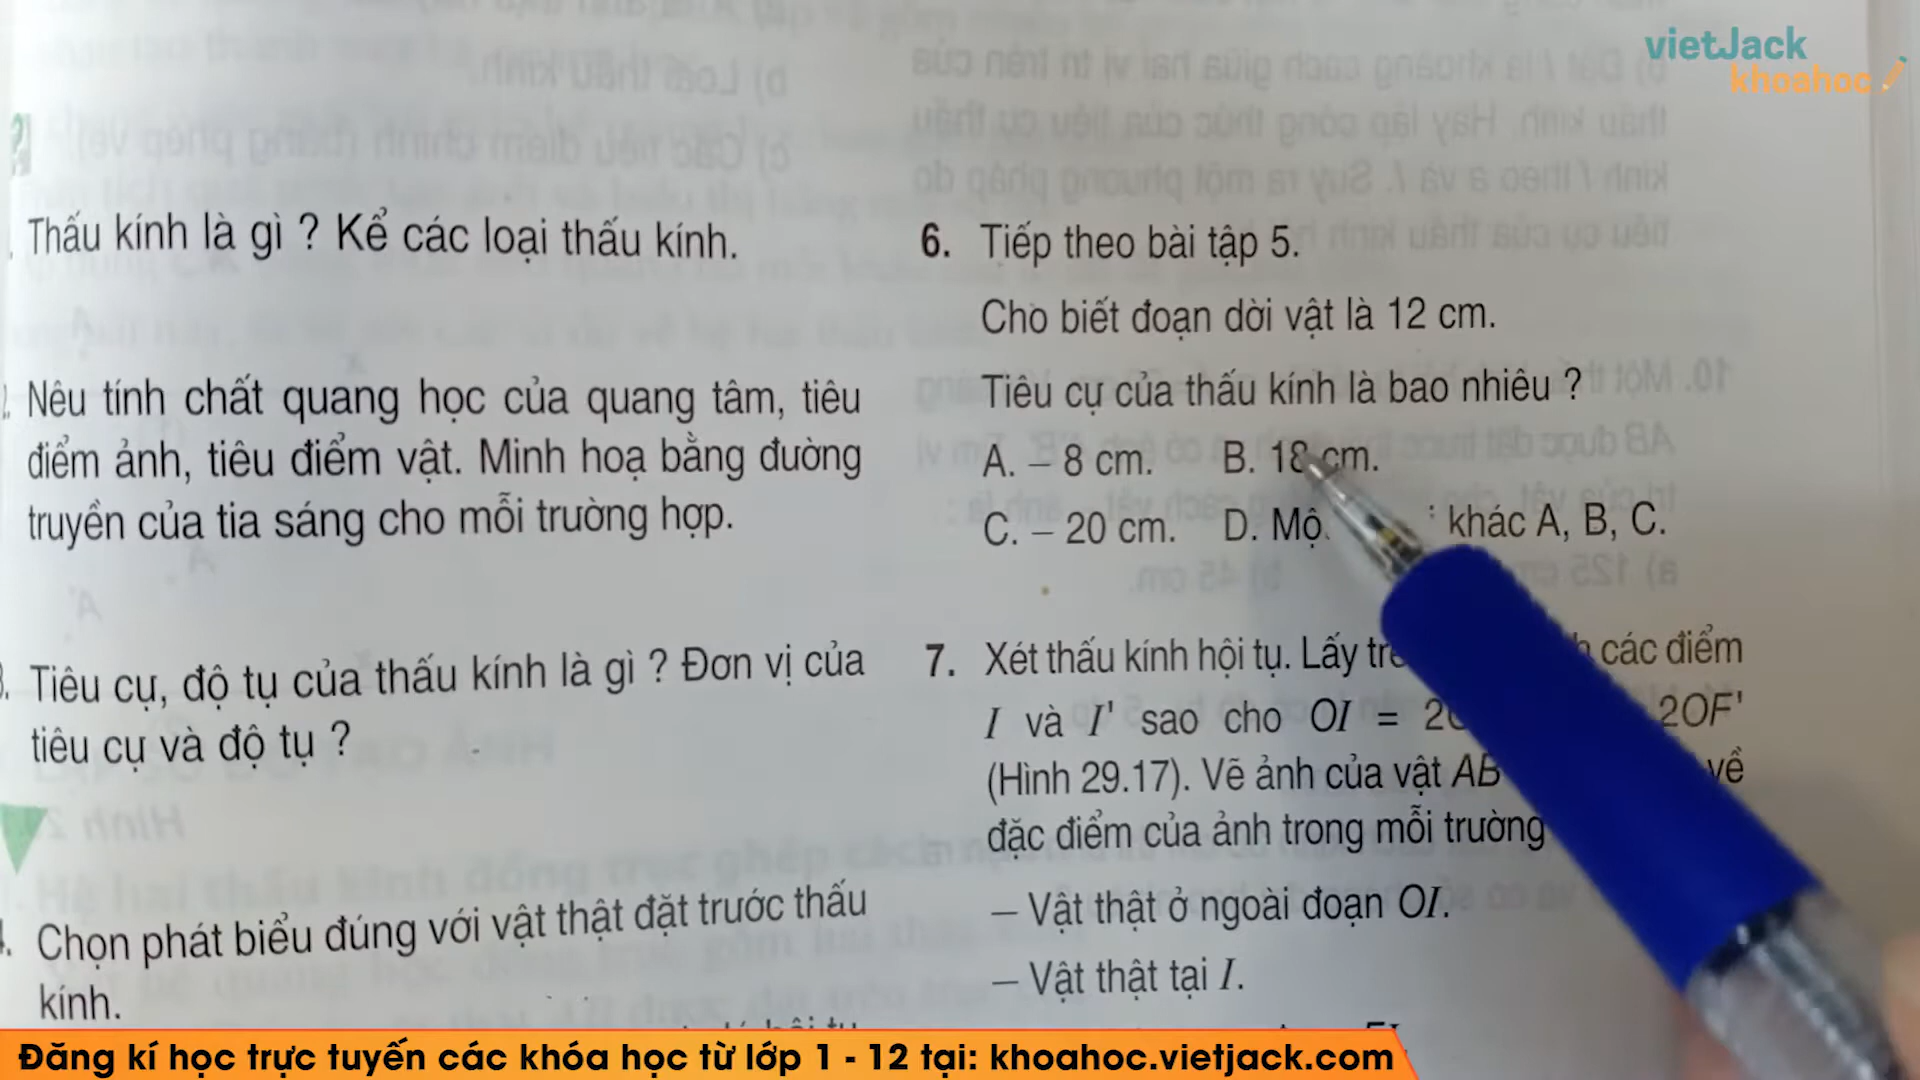 vietJack
khoahoc
Thấu kính là gì ? Kể các loại thấu kính.
. Nêu tính chất quang học của quang tâm, tiêu
điểm ảnh, tiêu điểm vật. Minh hoạ bằng đường
truyền của tia sáng cho mỗi trường hợp.
3. Tiêu cự, độ tụ của thấu kính là gì ? Đơn vị của
tiêu cự và độ tụ ?
. Chọn phát biểu đúng với vật thật đặt trước thấu
kính.
6. Tiếp theo bài tập 5.
Cho biết đoạn dời vật là 12 cm.
Tiêu cự của thấu kính là bao nhiêu ?
A. – 8 cm. B. 18 cm.
C. – 20 cm. D. khác A, B, C.
7. Xét thấu kính hội tụ. Lấy các điểm
I và I' sao cho OI = 2OF'
(Hình 29.17). Vẽ ảnh của vật AB về
đặc điểm của ảnh trong mỗi trường
– Vật thật ở ngoài đoạn OI.
– Vật thật tại I.
Đăng kí học trực tuyến các khóa học từ lớp 1 - 12 tại: khoahoc.vietjack.com